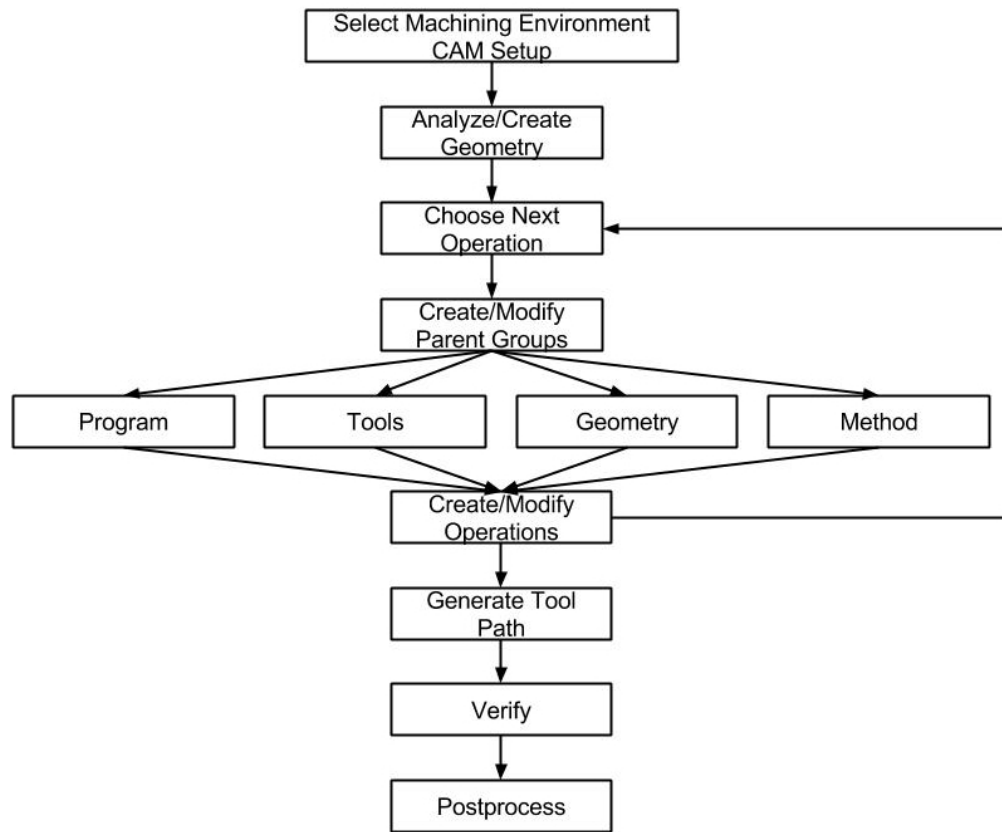 Select Machining Environment
CAM Setup
Analyze/Create
Geometry
Choose Next
Operation
Create/Modify
Parent Groups
Program
Tools
Geometry
Method
Create/Modify
Operations
Generate Tool
Path
Verify
Postprocess